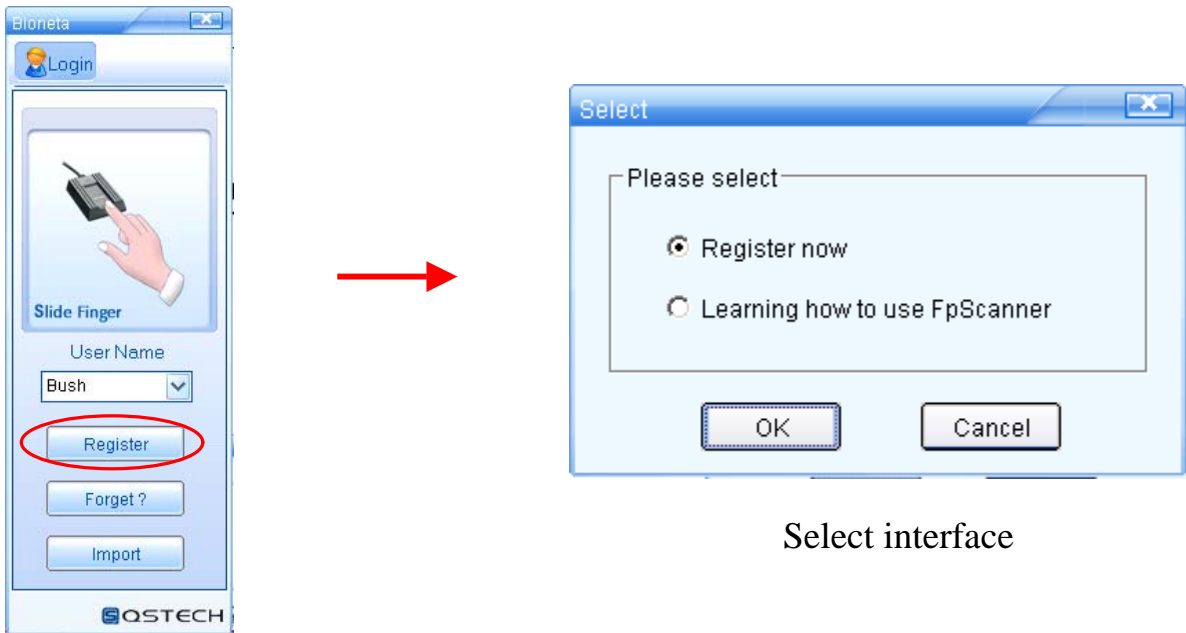 Bioneta
Login
Slide Finger
User Name
Bush
Register
Forget ?
Import
SQSTECH
Select
Please select
Register now
Learning how to use FpScanner
OK
Cancel
Select interface